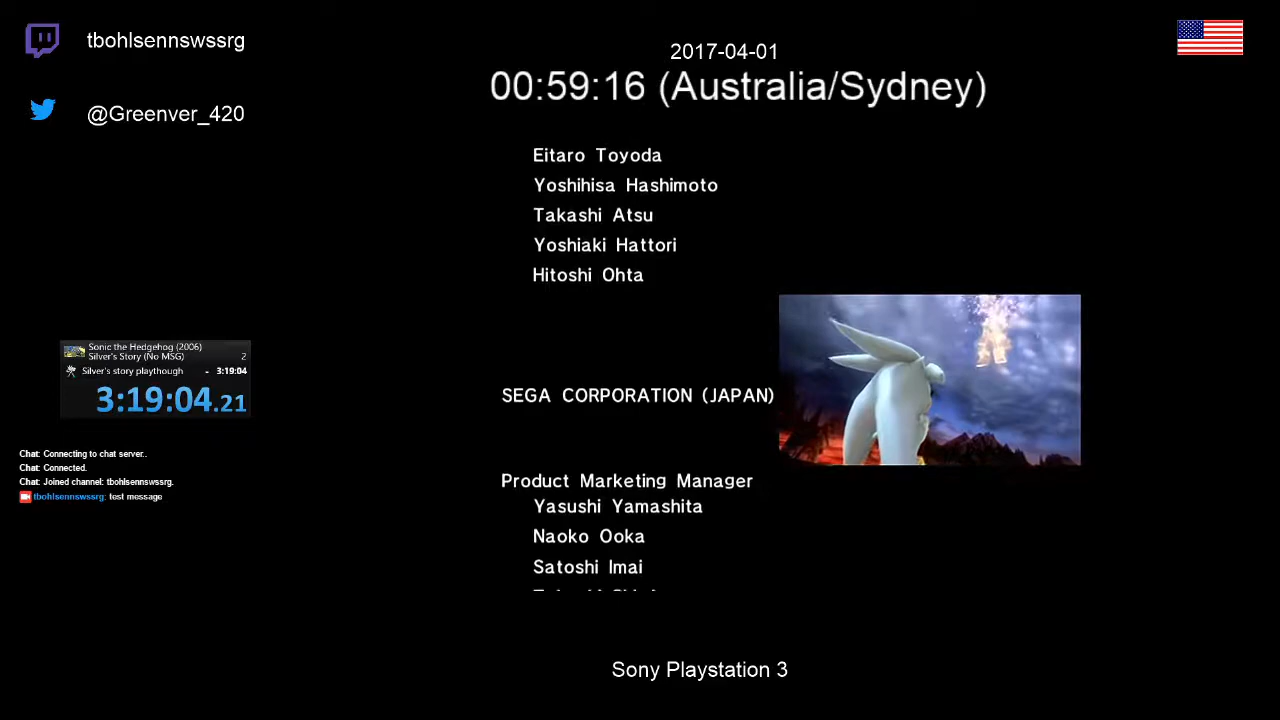 tbohlsennswssrg
@Greenver_420
2017-04-01
00:59:16 (Australia/Sydney)
Eitaro Toyoda
Yoshihisa Hashimoto
Takashi Atsu
Yoshiaki Hattori
Hitoshi Ohta
SEGA CORPORATION (JAPAN)
Product Marketing Manager
Yasushi Yamashita
Naoko Ooka
Satoshi Imai
Sonic the Hedgehog (2006)
Silver's Story (No MSG) 2
Silver's story playthough - 3:19:04
3:19:04.21
Chat: Connecting to chat server..
Chat: Connected.
Chat: Joined channel: tbohlsennswssrg.
tbohlsennswssrg: test message
Sony Playstation 3